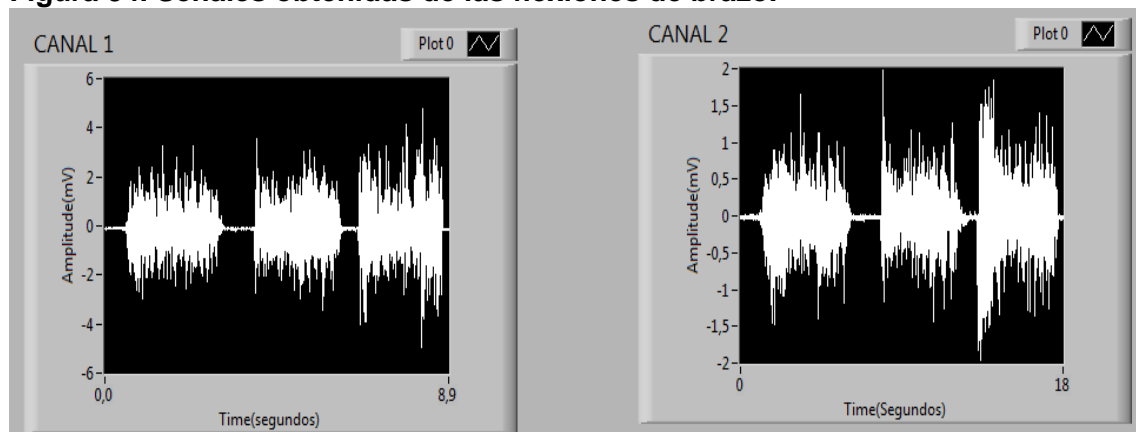 Figura Señales obtenidas de las flexiones de brazo.
CANAL 1
Plot 0
6
4
2
0
-2
-4
-6
Amplitude(mV)
0,0
8,9
Time(segundos)
CANAL 2
Plot 0
2
1,5
1
0,5
0
-0,5
-1
-1,5
-2
Amplitude(mV)
0
18
Time(Segundos)